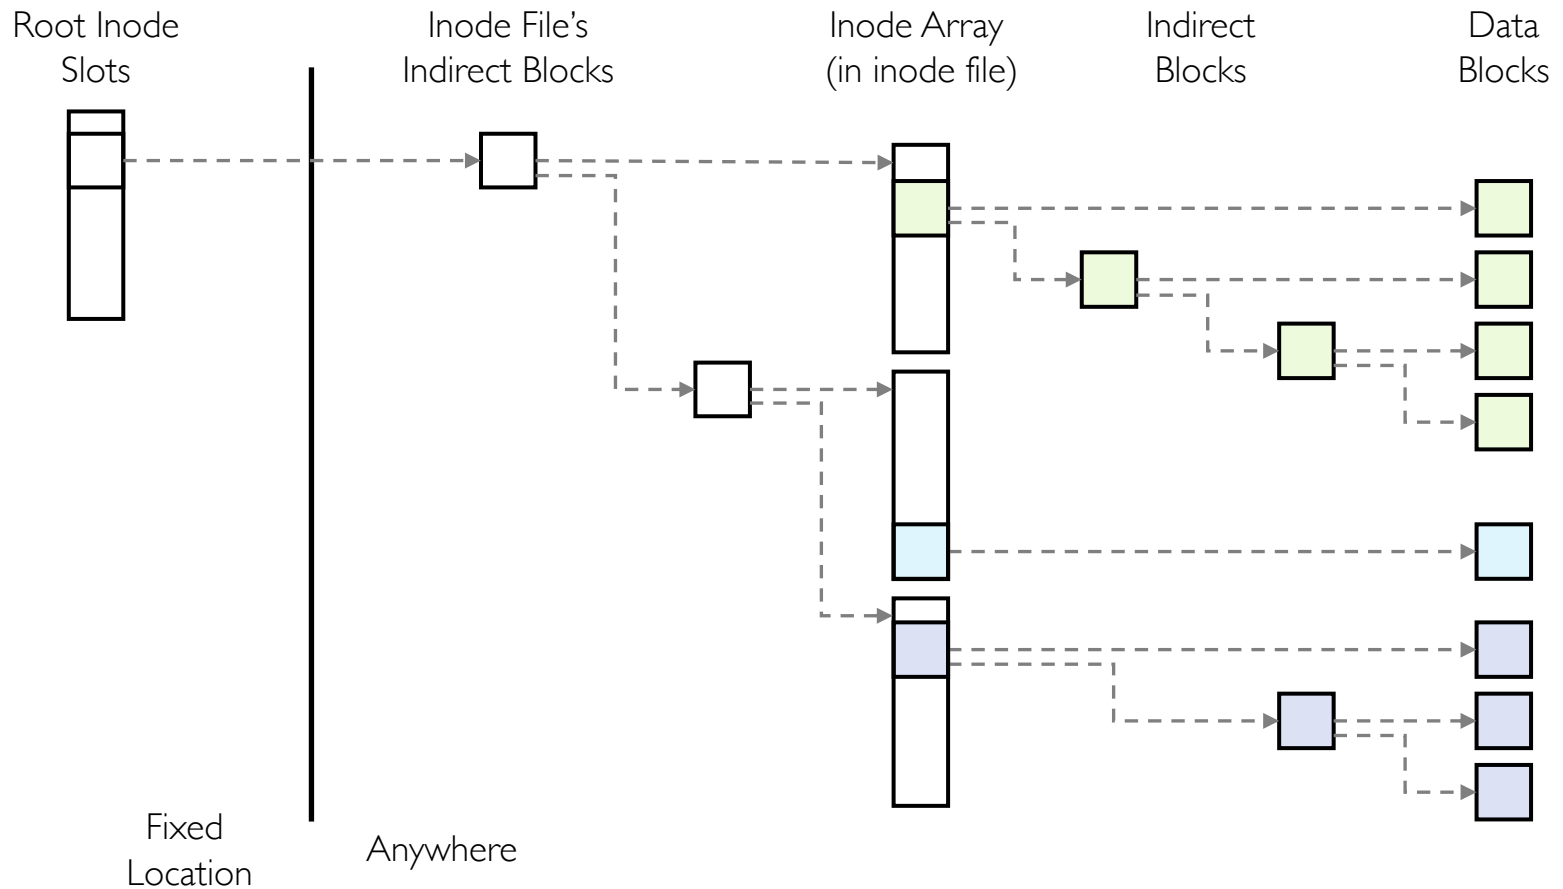 Root Inode
Slots
Inode File’s
Indirect Blocks
Inode Array
(in inode file)
Indirect
Blocks
Data
Blocks
Fixed
Location
Anywhere